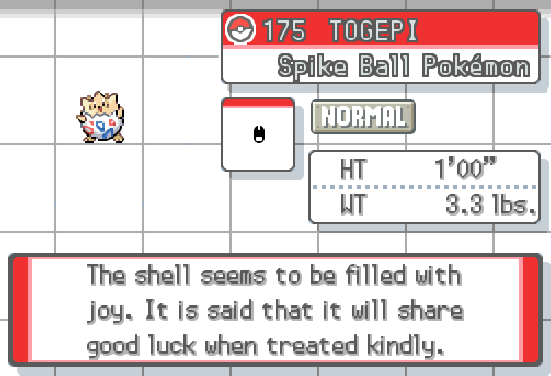 175 TOGEPI
Spike Ball Pokémon
NORMAL
HT 1'00"
WT 3.3 lbs.
The shell seems to be filled with
joy. It is said that it will share
good luck when treated kindly.